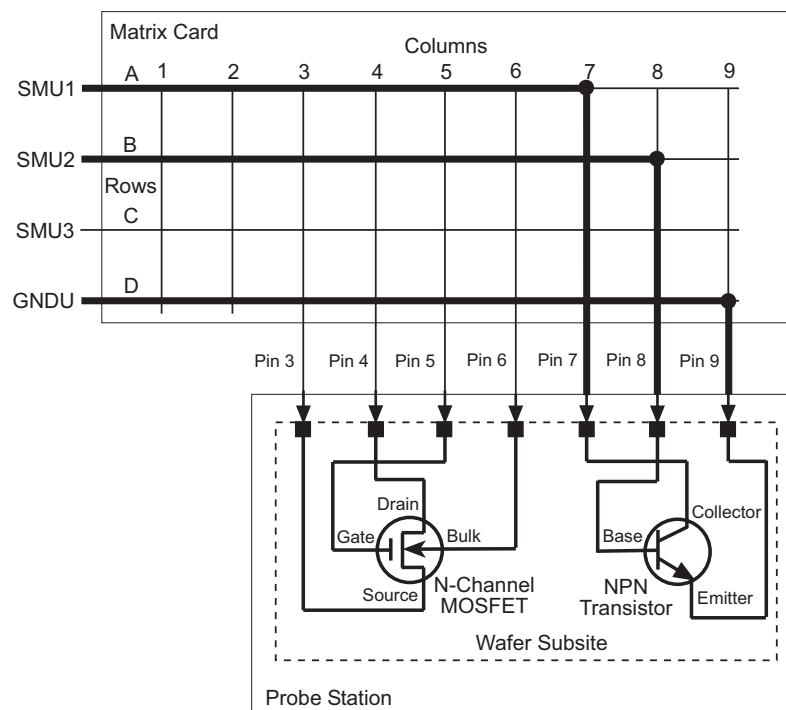 Matrix Card
Columns
A 1 2 3 4 5 6 7 8 9
SMU1
B
SMU2
Rows
C
SMU3
D
GNDU
Pin 3 Pin 4 Pin 5 Pin 6 Pin 7 Pin 8 Pin 9
Drain
Collector
Gate
Bulk
Base
Source
N-Channel
MOSFET
NPN
Transistor
Emitter
Wafer Subsite
Probe Station